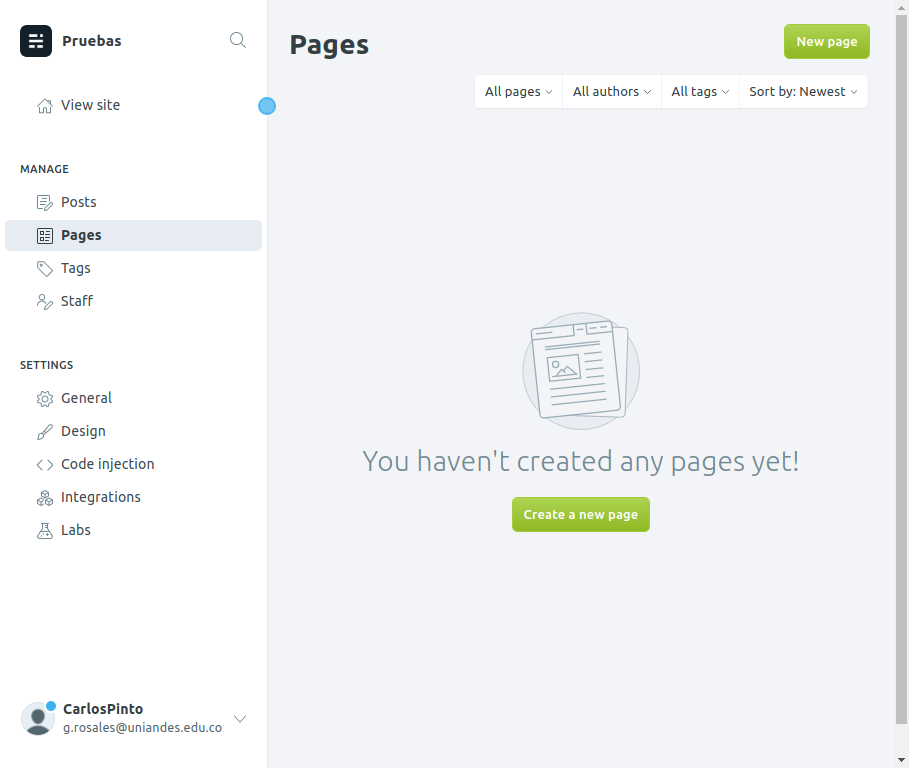 Pruebas
View site
MANAGE
Posts
Pages
Tags
Staff
SETTINGS
General
Design
Code injection
Integrations
Labs
CarlosPinto
g.rosales@uniandes.edu.co
Pages
New page
All pages All authors All tags Sort by: Newest
You haven't created any pages yet!
Create a new page